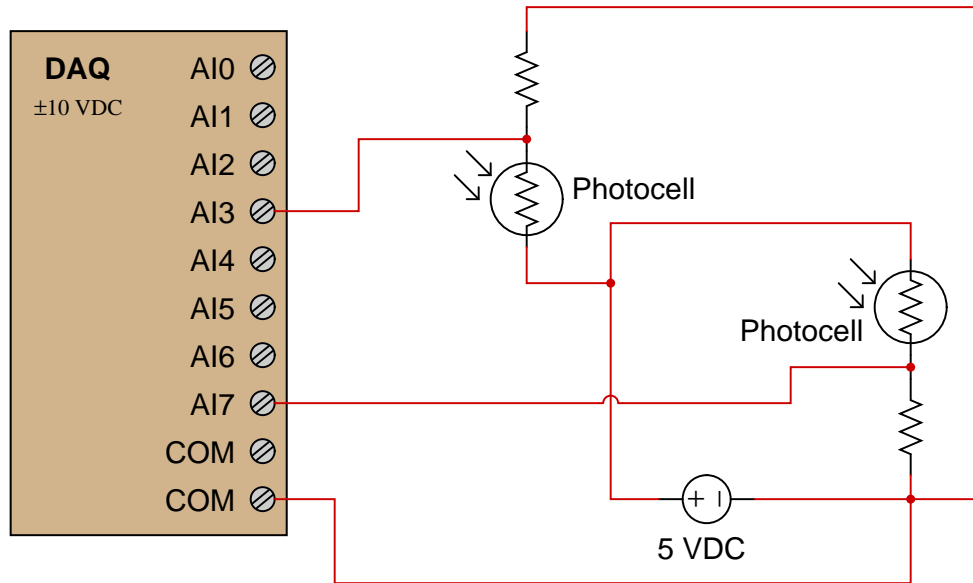 DAQ
±10 VDC
AI0
AI1
AI2
AI3
AI4
AI5
AI6
AI7
COM
COM
Photocell
Photocell
+ −
5 VDC